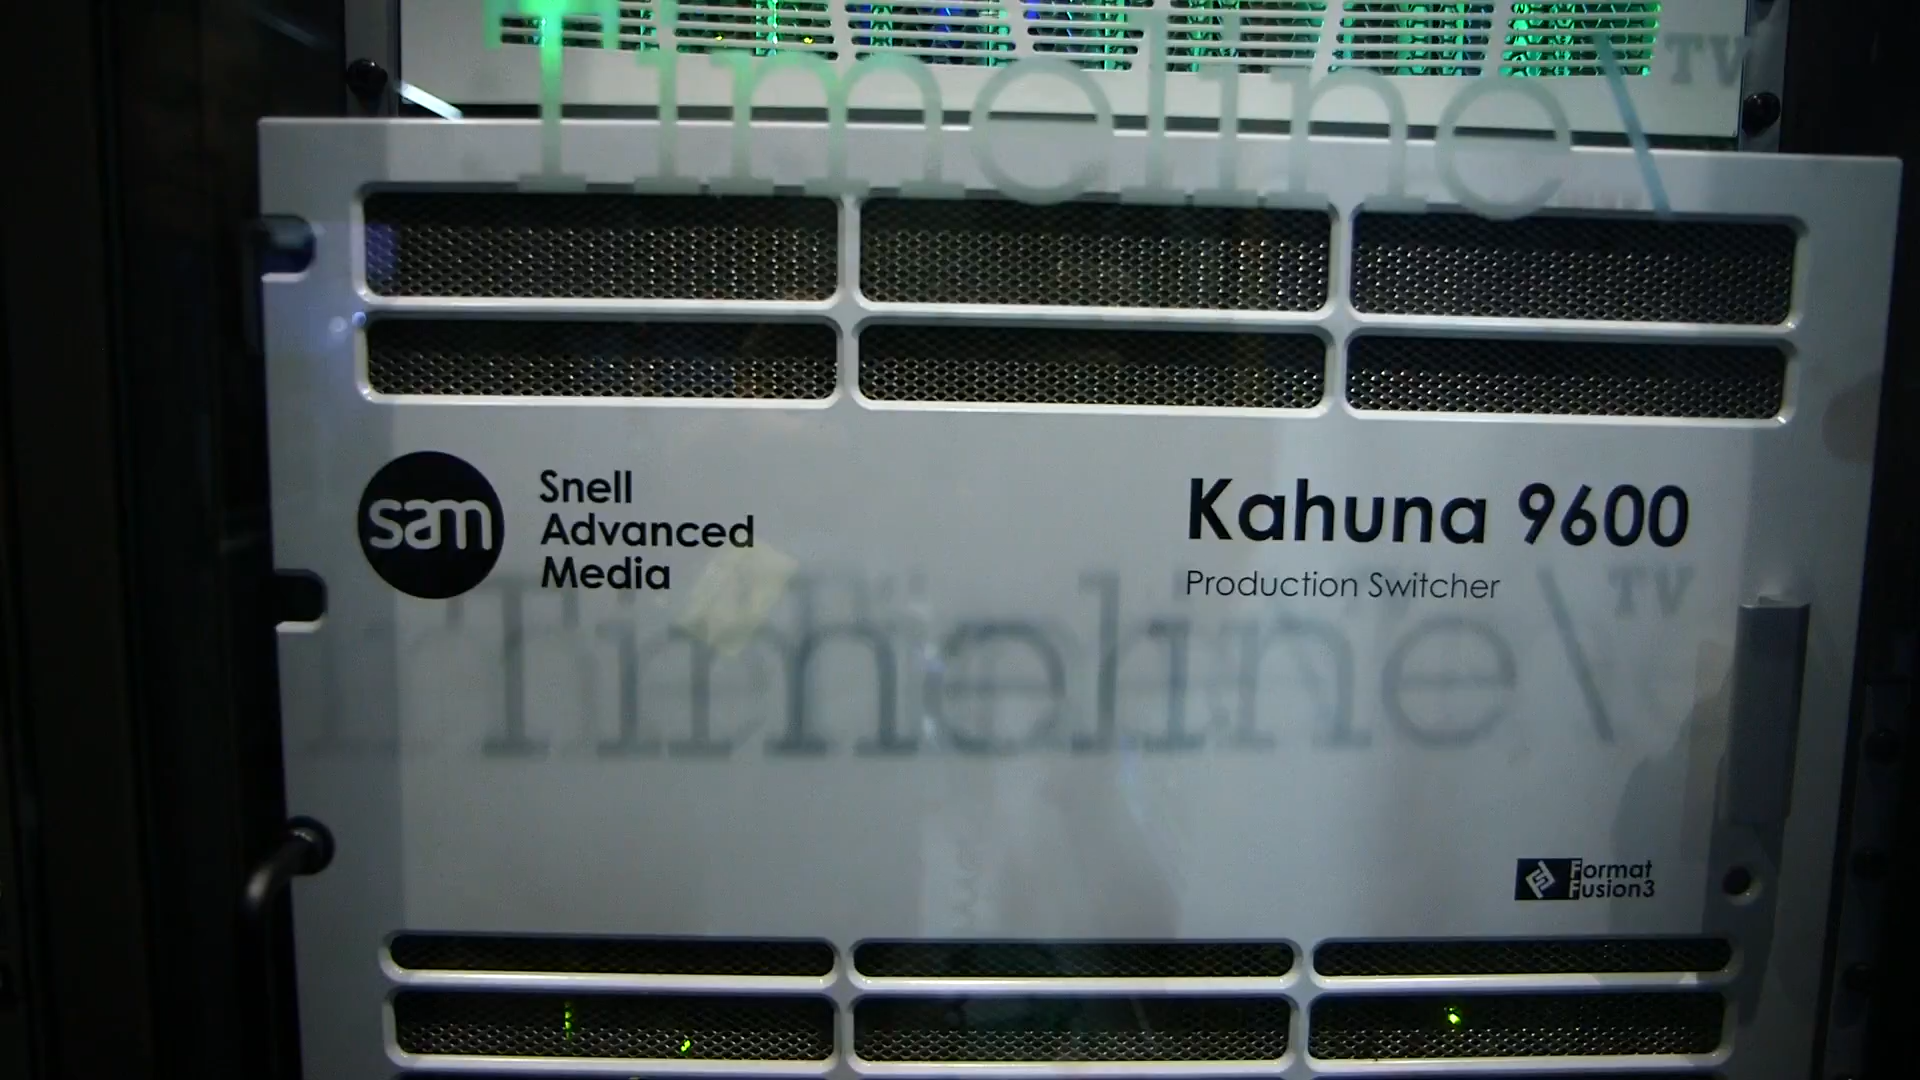 Timeline\ TV
sam
Snell
Advanced
Media
Kahuna 9600
Production Switcher
Timeline\ TV
Format
Fusion3